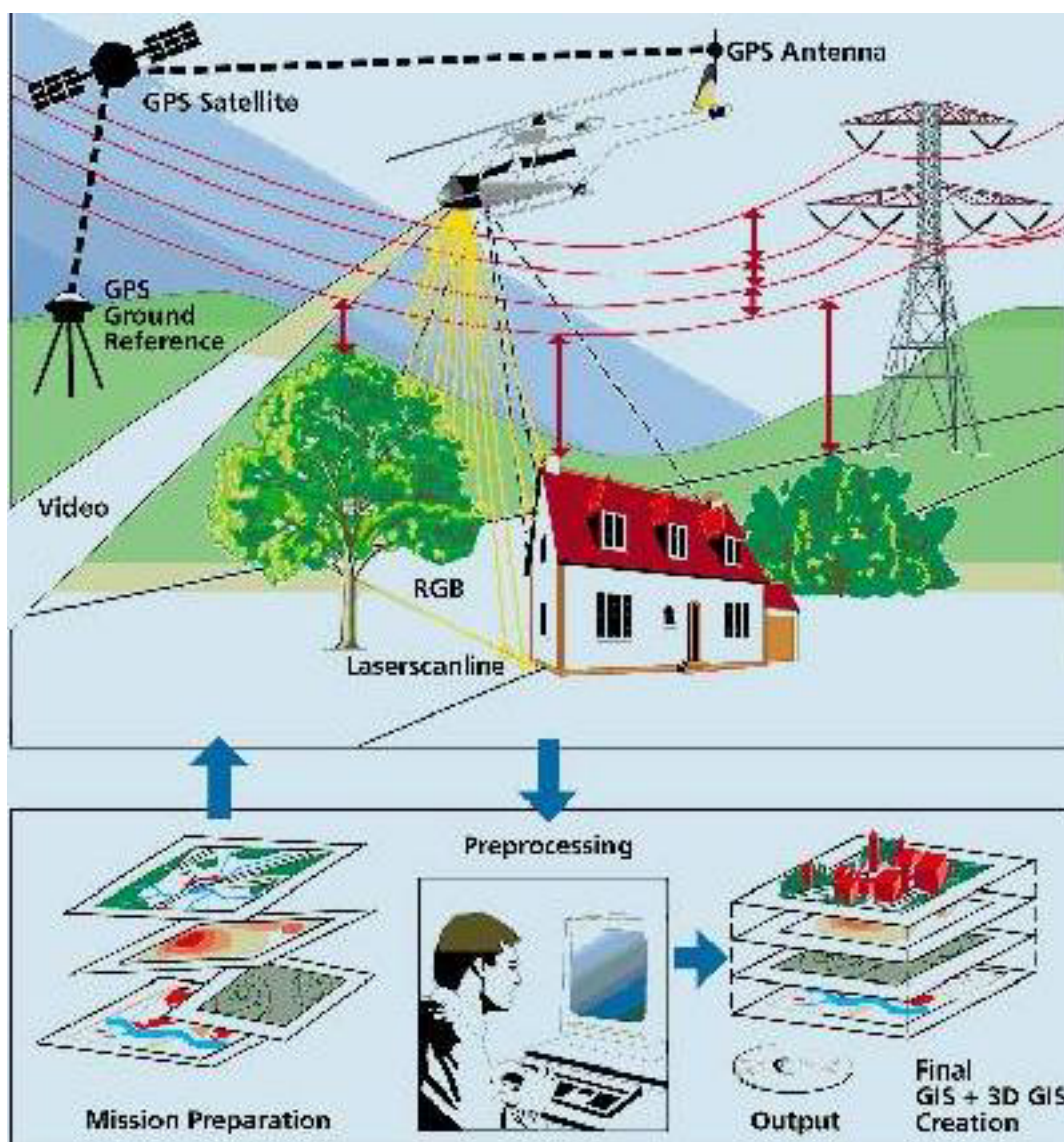 GPS Antenna
GPS Satellite
GPS
Ground
Reference
Video
RGB
Laserscanline
Preprocessing
Mission Preparation
Output
Final
GIS + 3D GIS
Creation